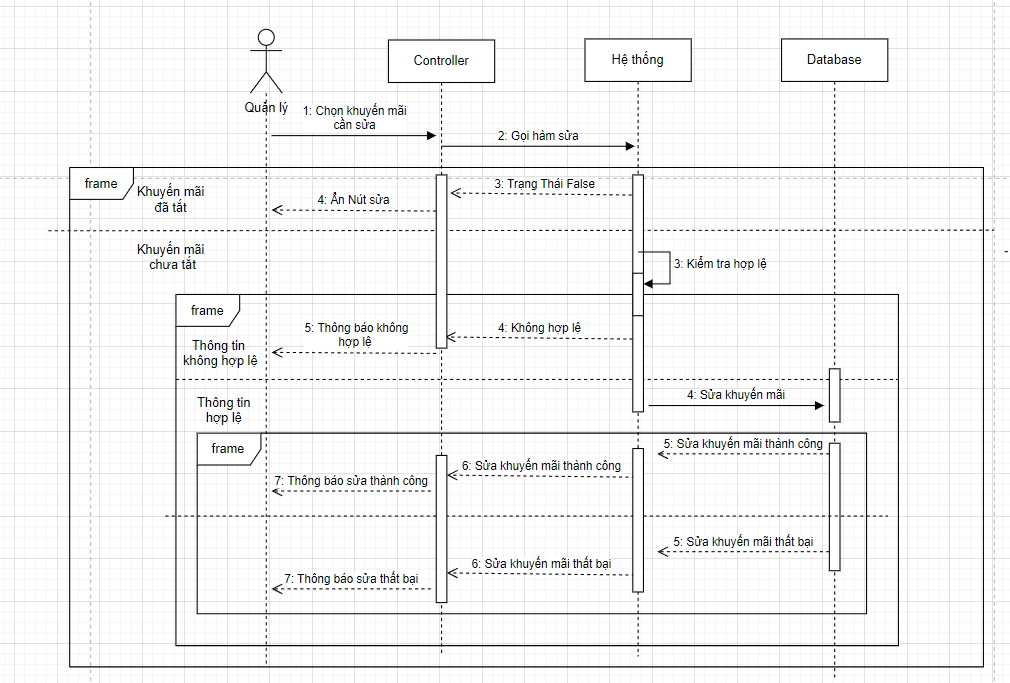 Controller
Hệ thống
Database
Quản lý
1: Chọn khuyến mãi
cần sửa
2: Gọi hàm sửa
frame
Khuyến mãi
đã tắt
3: Trạng Thái False
4: Ẩn Nút sửa
Khuyến mãi
chưa tắt
3: Kiểm tra hợp lệ
frame
Thông tin
không hợp lệ
4: Không hợp lệ
5: Thông báo không
hợp lệ
Thông tin
hợp lệ
4: Sửa khuyến mãi
frame
5: Sửa khuyến mãi thành công
6: Sửa khuyến mãi thành công
7: Thông báo sửa thành công
5: Sửa khuyến mãi thất bại
6: Sửa khuyến mãi thất bại
7: Thông báo sửa thất bại